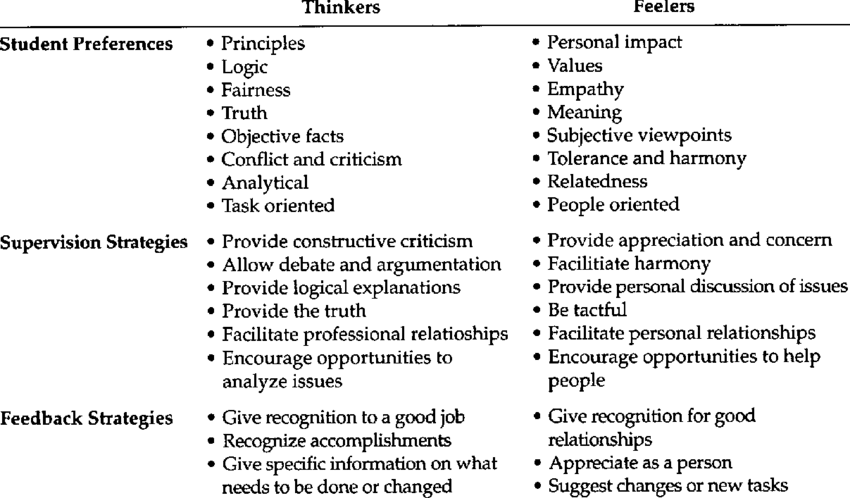 Thinkers Feelers
Student Preferences • Principles • Personal impact
• Logic • Values
• Fairness • Empathy
• Truth • Meaning
• Objective facts • Subjective viewpoints
• Conflict and criticism • Tolerance and harmony
• Analytical • Relatedness
• Task oriented • People oriented
Supervision Strategies • Provide constructive criticism • Provide appreciation and concern
• Allow debate and argumentation • Facilitiate harmony
• Provide logical explanations • Provide personal discussion of issues
• Provide the truth • Be tactful
• Facilitate professional relatioships • Facilitate personal relationships
• Encourage opportunities to • Encourage opportunities to help
analyze issues people
Feedback Strategies • Give recognition to a good job • Give recognition for good
• Recognize accomplishments relationships
• Give specific information on what • Appreciate as a person
needs to be done or changed • Suggest changes or new tasks